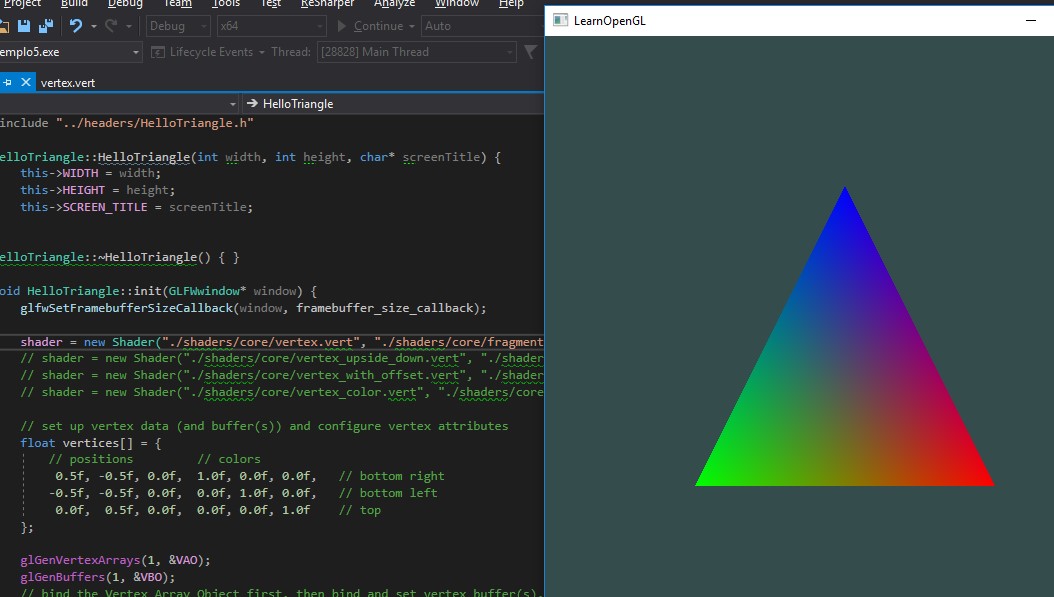 Project Build Debug Team Tools Test ReSharper Analyze Window Help
Debug x64 Continue Auto
emplo5.exe Lifecycle Events Thread: [28828] Main Thread
vertex.vert
HelloTriangle
include "../headers/HelloTriangle.h"
elloTriangle::HelloTriangle(int width, int height, char* screenTitle) {
this->WIDTH = width;
this->HEIGHT = height;
this->SCREEN_TITLE = screenTitle;
elloTriangle::~HelloTriangle() { }
oid HelloTriangle::init(GLFWwindow* window) {
glfwSetFramebufferSizeCallback(window, framebuffer_size_callback);
shader = new Shader("./shaders/core/vertex.vert", "./shaders/core/fragment
// shader = new Shader("./shaders/core/vertex_upside_down.vert", "./shader
// shader = new Shader("./shaders/core/vertex_with_offset.vert", "./shader
// shader = new Shader("./shaders/core/vertex_color.vert", "./shaders/core
// set up vertex data (and buffer(s)) and configure vertex attributes
float vertices[] = {
// positions // colors
0.5f, -0.5f, 0.0f, 1.0f, 0.0f, 0.0f, // bottom right
-0.5f, -0.5f, 0.0f, 0.0f, 1.0f, 0.0f, // bottom left
0.0f, 0.5f, 0.0f, 0.0f, 0.0f, 1.0f // top
};
glGenVertexArrays(1, &VAO);
glGenBuffers(1, &VBO);
// bind the Vertex Array Object first, then bind and set vertex buffer(s),
LearnOpenGL